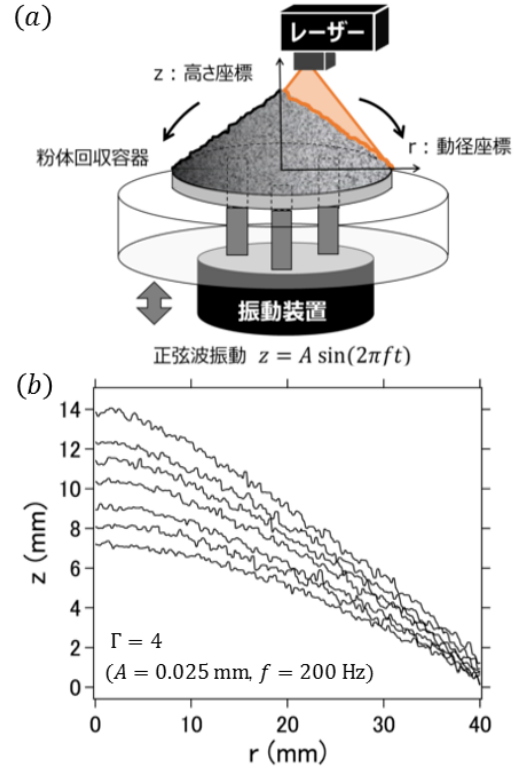 (a)
レーザー
z：高さ座標
粉体回収容器
r：動径座標
振動装置
正弦波振動 z = A sin(2πft)
(b)
14
12
10
8
6
4
2
0
z (mm)
Γ = 4
(A = 0.025 mm, f = 200 Hz)
0
10
20
30
40
r (mm)